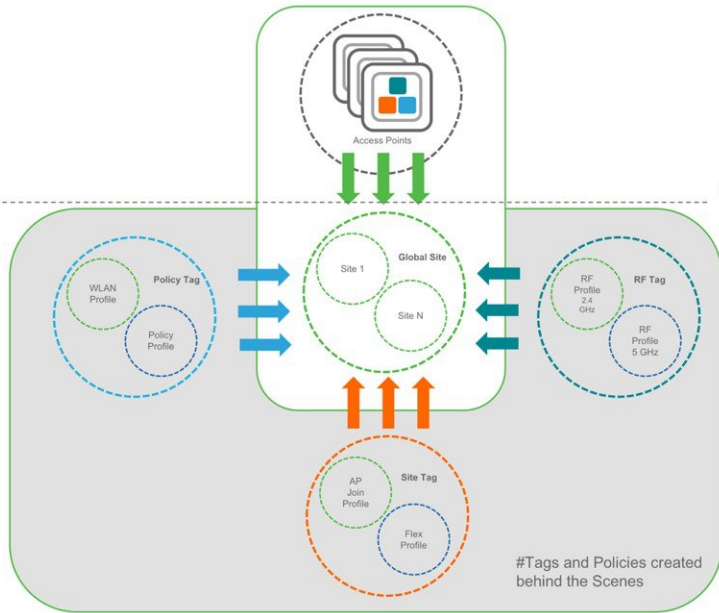 Access Points
Policy Tag
WLAN
Profile
Policy
Profile
Global Site
Site 1
Site N
RF Tag
RF
Profile
2.4
GHz
RF
Profile
5 GHz
Site Tag
AP
Join
Profile
Flex
Profile
#Tags and Policies created
behind the Scenes